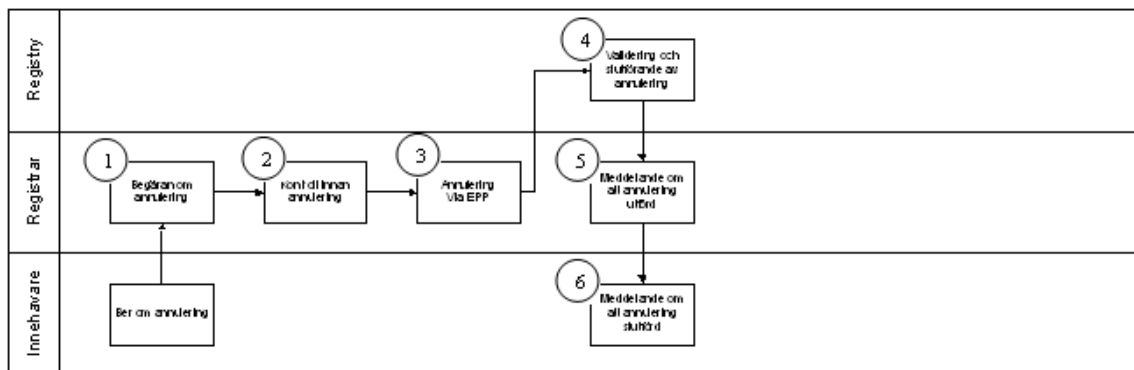 Registry
4
Validering och
slutförande av
annulering
Registrar
1
Begäran om
annulering
2
Kontroll innan
annulering
3
Annulering
Via EPP
5
Meddelande om
att annulering
utförd
Innehavare
Ber om annulering
6
Meddelande om
att annulering
slutförd